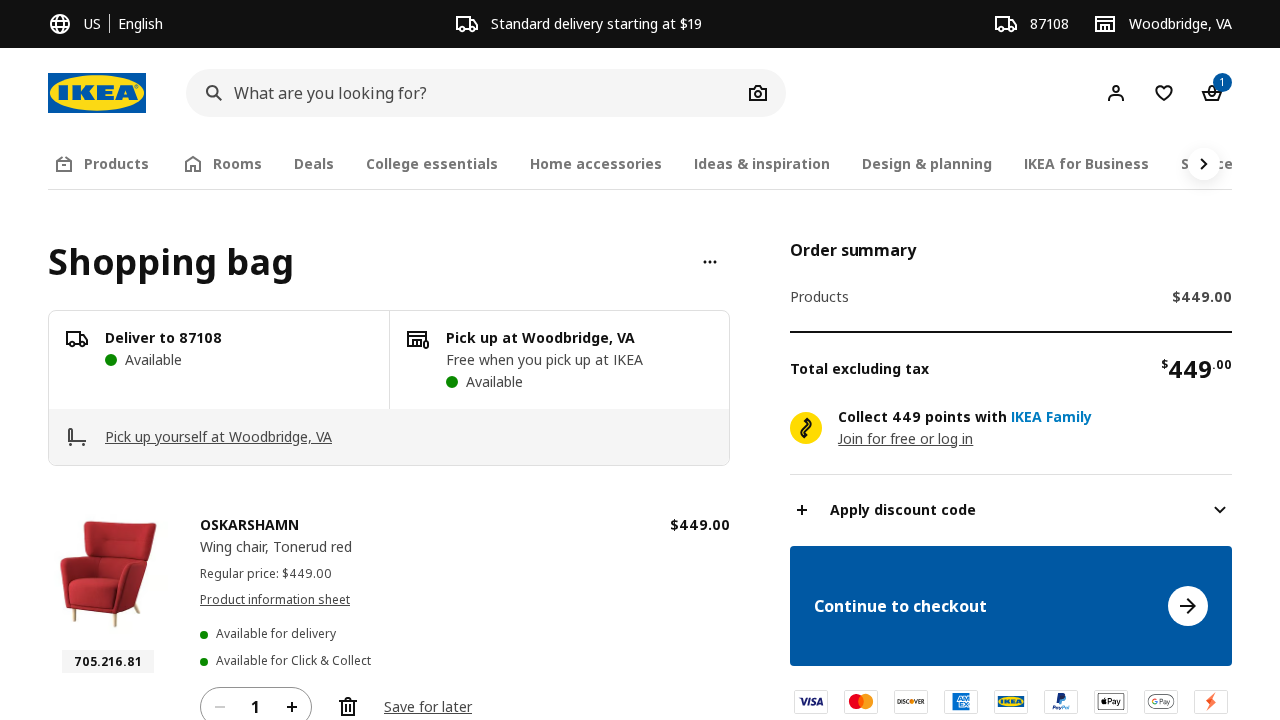 US
English
Standard delivery starting at $19
87108
Woodbridge, VA
IKEA
What are you looking for?
1
Products
Rooms
Deals
College essentials
Home accessories
Ideas & inspiration
Design & planning
IKEA for Business
Shopping bag
Deliver to 87108
Available
Pick up at Woodbridge, VA
Free when you pick up at IKEA
Available
Pick up yourself at Woodbridge, VA
OSKARSHAMN
$449.00
Wing chair, Tonerud red
Regular price: $449.00
Product information sheet
Available for delivery
Available for Click & Collect
705.216.81
1
Save for later
Order summary
Products
$449.00
Total excluding tax
$449.00
Collect 449 points with IKEA Family
Join for free or log in
Apply discount code
Continue to checkout
VISA
DISCOVER
IKEA
PayPal
Pay
G Pay